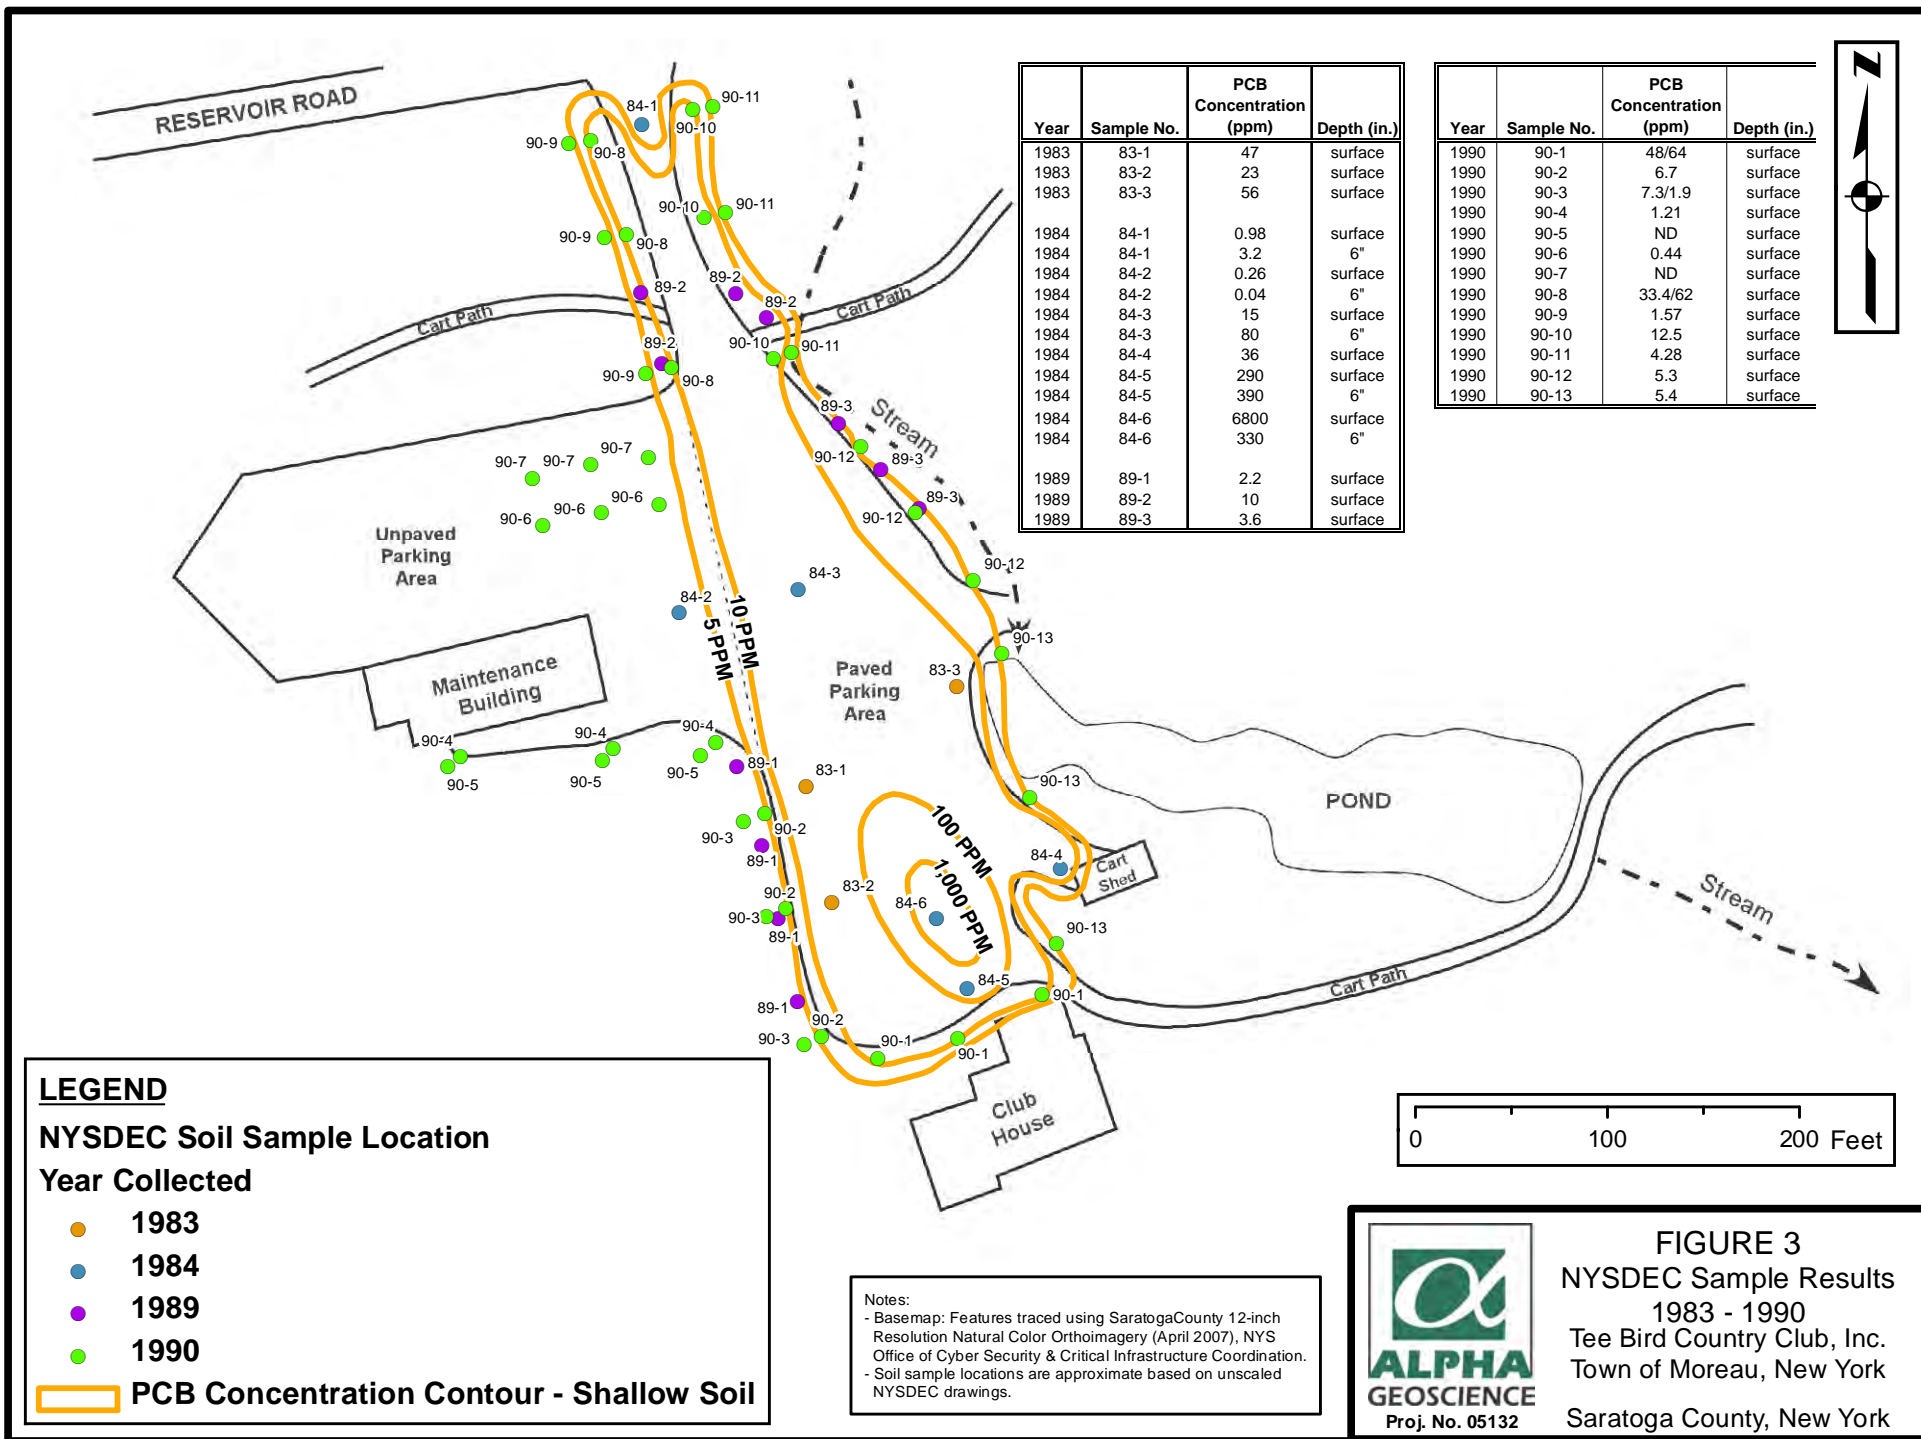 RESERVOIR ROAD
84-1
90-11
90-10
90-9
90-8
90-10
90-11
90-9
90-8
89-2
89-2
89-2
Cart Path
Cart Path
89-2
90-10
90-11
90-9
90-8
89-3
Stream
90-12
89-3
90-7
90-7
90-7
90-6
90-6
90-6
89-3
90-12
Unpaved
Parking
Area
90-12
84-3
84-2
10 PPM
5 PPM
90-13
83-3
Paved
Parking
Area
Maintenance
Building
90-4
90-4
90-4
90-5
90-5
90-5
89-1
83-1
90-13
POND
100 PPM
90-3
90-2
89-1
84-4
Cart
Shed
1,000 PPM
83-2
90-2
84-6
90-3
89-1
90-13
Stream
84-5
90-1
Cart Path
89-1
90-2
90-3
90-1
90-1
Club
House
Year Sample No. PCB Concentration (ppm) Depth (in.)
1983 83-1 47 surface
1983 83-2 23 surface
1983 83-3 56 surface
1984 84-1 0.98 surface
1984 84-1 3.2 6"
1984 84-2 0.26 surface
1984 84-2 0.04 6"
1984 84-3 15 surface
1984 84-3 80 6"
1984 84-4 36 surface
1984 84-5 290 surface
1984 84-5 390 6"
1984 84-6 6800 surface
1984 84-6 330 6"
1989 89-1 2.2 surface
1989 89-2 10 surface
1989 89-3 3.6 surface
Year Sample No. PCB Concentration (ppm) Depth (in.)
1990 90-1 48/64 surface
1990 90-2 6.7 surface
1990 90-3 7.3/1.9 surface
1990 90-4 1.21 surface
1990 90-5 ND surface
1990 90-6 0.44 surface
1990 90-7 ND surface
1990 90-8 33.4/62 surface
1990 90-9 1.57 surface
1990 90-10 12.5 surface
1990 90-11 4.28 surface
1990 90-12 5.3 surface
1990 90-13 5.4 surface
Z
LEGEND
NYSDEC Soil Sample Location
Year Collected
1983
1984
1989
1990
PCB Concentration Contour - Shallow Soil
Notes:
- Basemap: Features traced using SaratogaCounty 12-inch
Resolution Natural Color Orthoimagery (April 2007), NYS
Office of Cyber Security & Critical Infrastructure Coordination.
- Soil sample locations are approximate based on unscaled
NYSDEC drawings.
0 100 200 Feet
α
ALPHA
GEOSCIENCE
Proj. No. 05132
FIGURE 3
NYSDEC Sample Results
1983 - 1990
Tee Bird Country Club, Inc.
Town of Moreau, New York
Saratoga County, New York